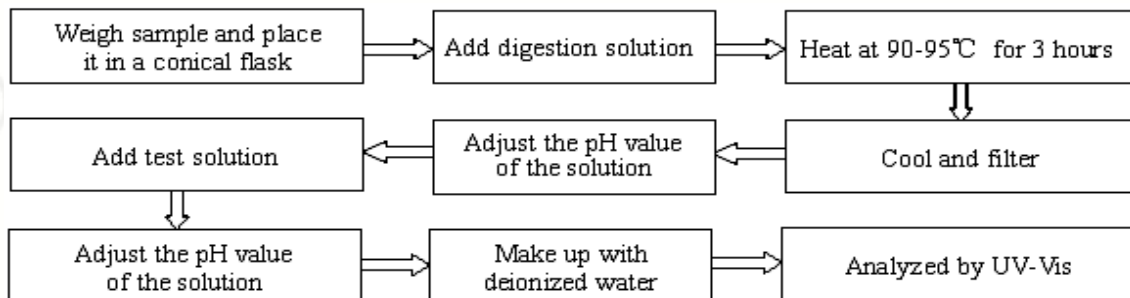 Weigh sample and place
it in a conical flask
Add digestion solution
Heat at 90-95℃ for 3 hours
Cool and filter
Adjust the pH value
of the solution
Add test solution
Adjust the pH value
of the solution
Make up with
deionized water
Analyzed by UV-Vis